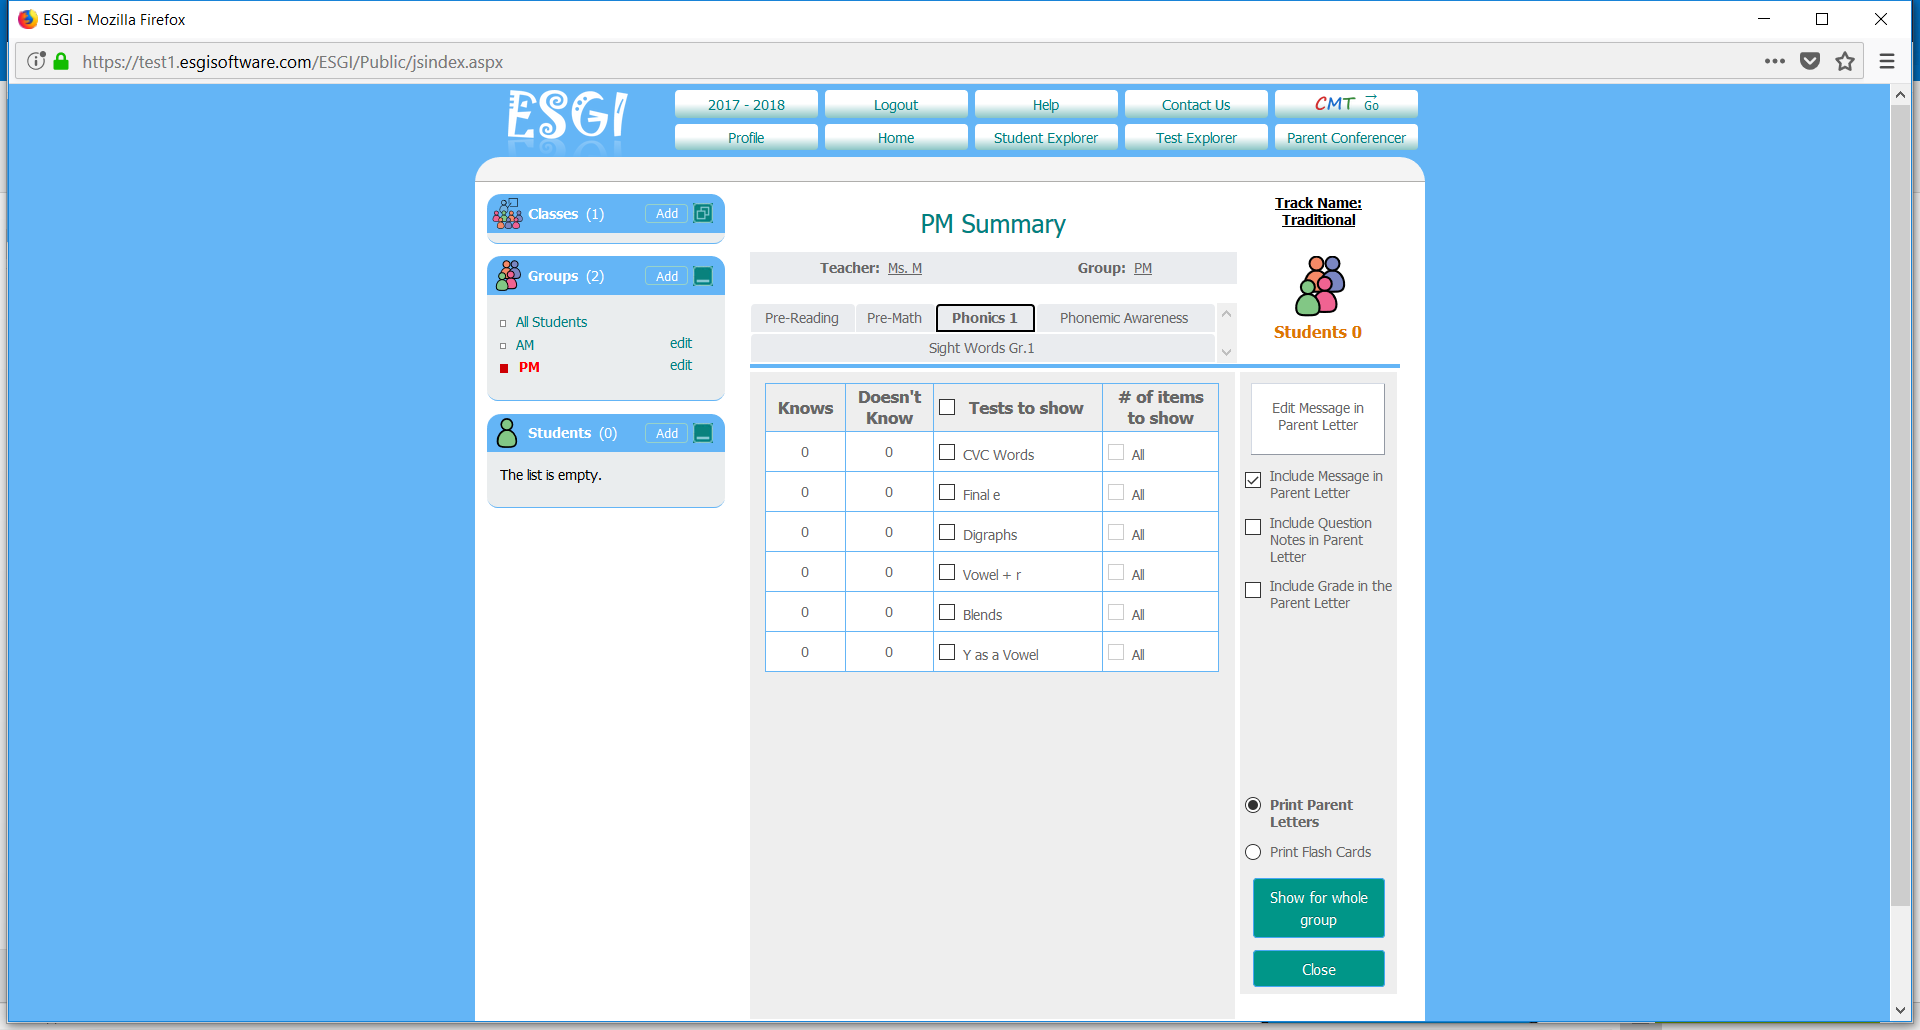 ESGI - Mozilla Firefox
https://test1.esgisoftware.com/ESGI/Public/jsindex.aspx
ESGI
2017 - 2018
Logout
Help
Contact Us
CMT Go
Profile
Home
Student Explorer
Test Explorer
Parent Conferencer
Classes (1)
Add
Groups (2)
Add
All Students
AM
edit
PM
edit
Students (0)
Add
The list is empty.
PM Summary
Teacher: Ms. M
Group: PM
Track Name:
Traditional
Students 0
Pre-Reading
Pre-Math
Phonics 1
Phonemic Awareness
Sight Words Gr.1
Knows
Doesn't
Know
Tests to show
# of items
to show
0 0 CVC Words All
0 0 Final e All
0 0 Digraphs All
0 0 Vowel + r All
0 0 Blends All
0 0 Y as a Vowel All
Edit Message in
Parent Letter
Include Message in
Parent Letter
Include Question
Notes in Parent
Letter
Include Grade in the
Parent Letter
Print Parent
Letters
Print Flash Cards
Show for whole
group
Close